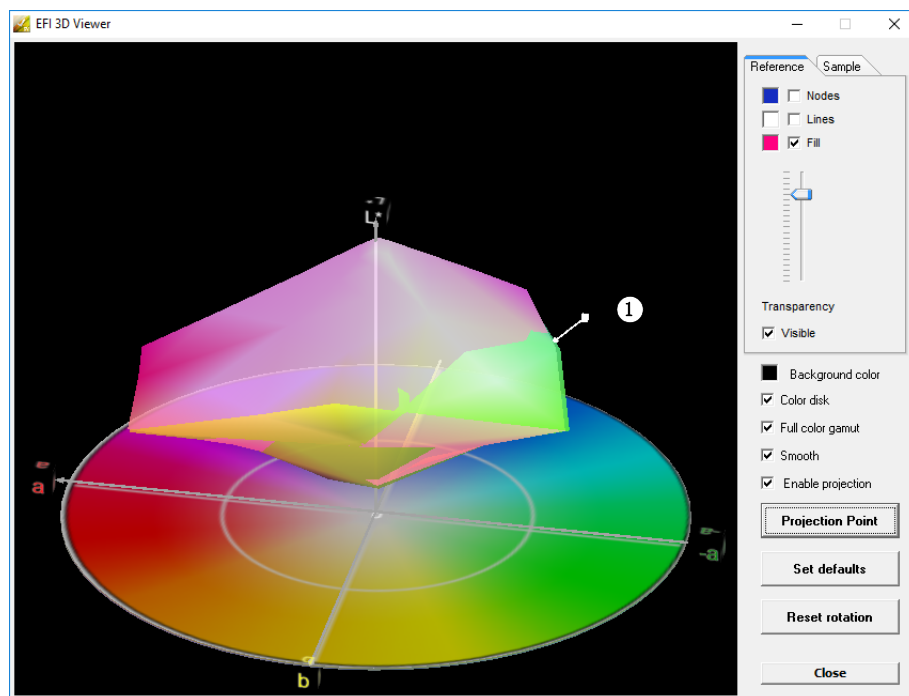 EFI 3D Viewer
Reference
Sample
Nodes
Lines
Fill
Transparency
Visible
Background color
Color disk
Full color gamut
Smooth
Enable projection
Projection Point
Set defaults
Reset rotation
Close
L*
1
a
-a
b